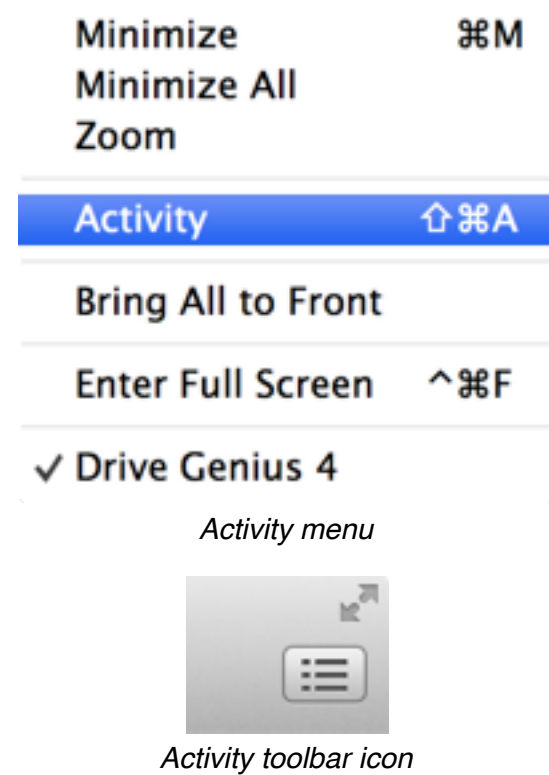 Minimize ⌘M
Minimize All
Zoom
Activity ⇧⌘A
Bring All to Front
Enter Full Screen ^⌘F
✓ Drive Genius 4
Activity menu
Activity toolbar icon